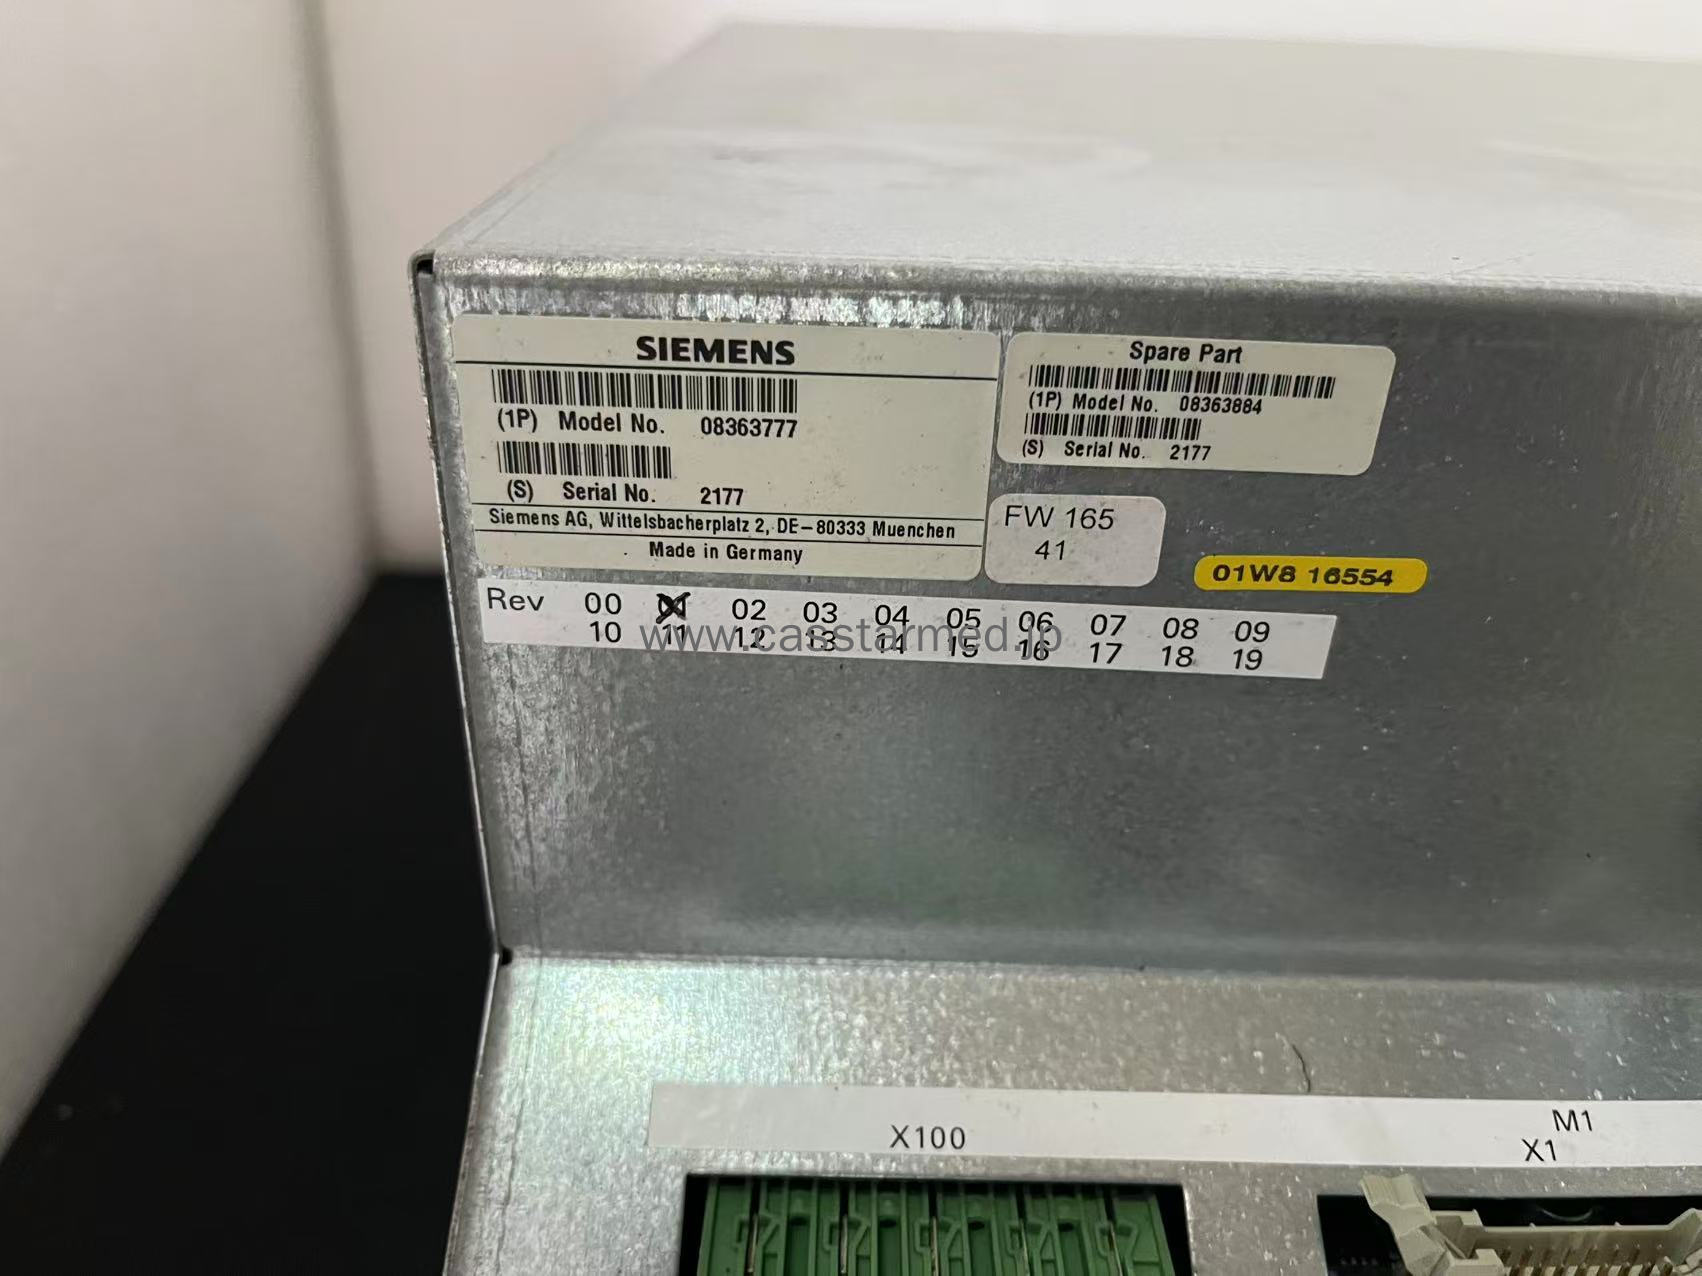 SIEMENS
(1P) Model No. 08363777
(S) Serial No. 2177
Siemens AG, Wittelsbacherplatz 2, DE-80333 Muenchen
Made in Germany
Spare Part
(1P) Model No. 08363884
(S) Serial No. 2177
FW 165
41
01W8 16554
Rev 00 01 02 03 04 05 06 07 08 09
10 11 12 13 14 15 16 17 18 19
www.casstarmed.jp
X100
M1
X1